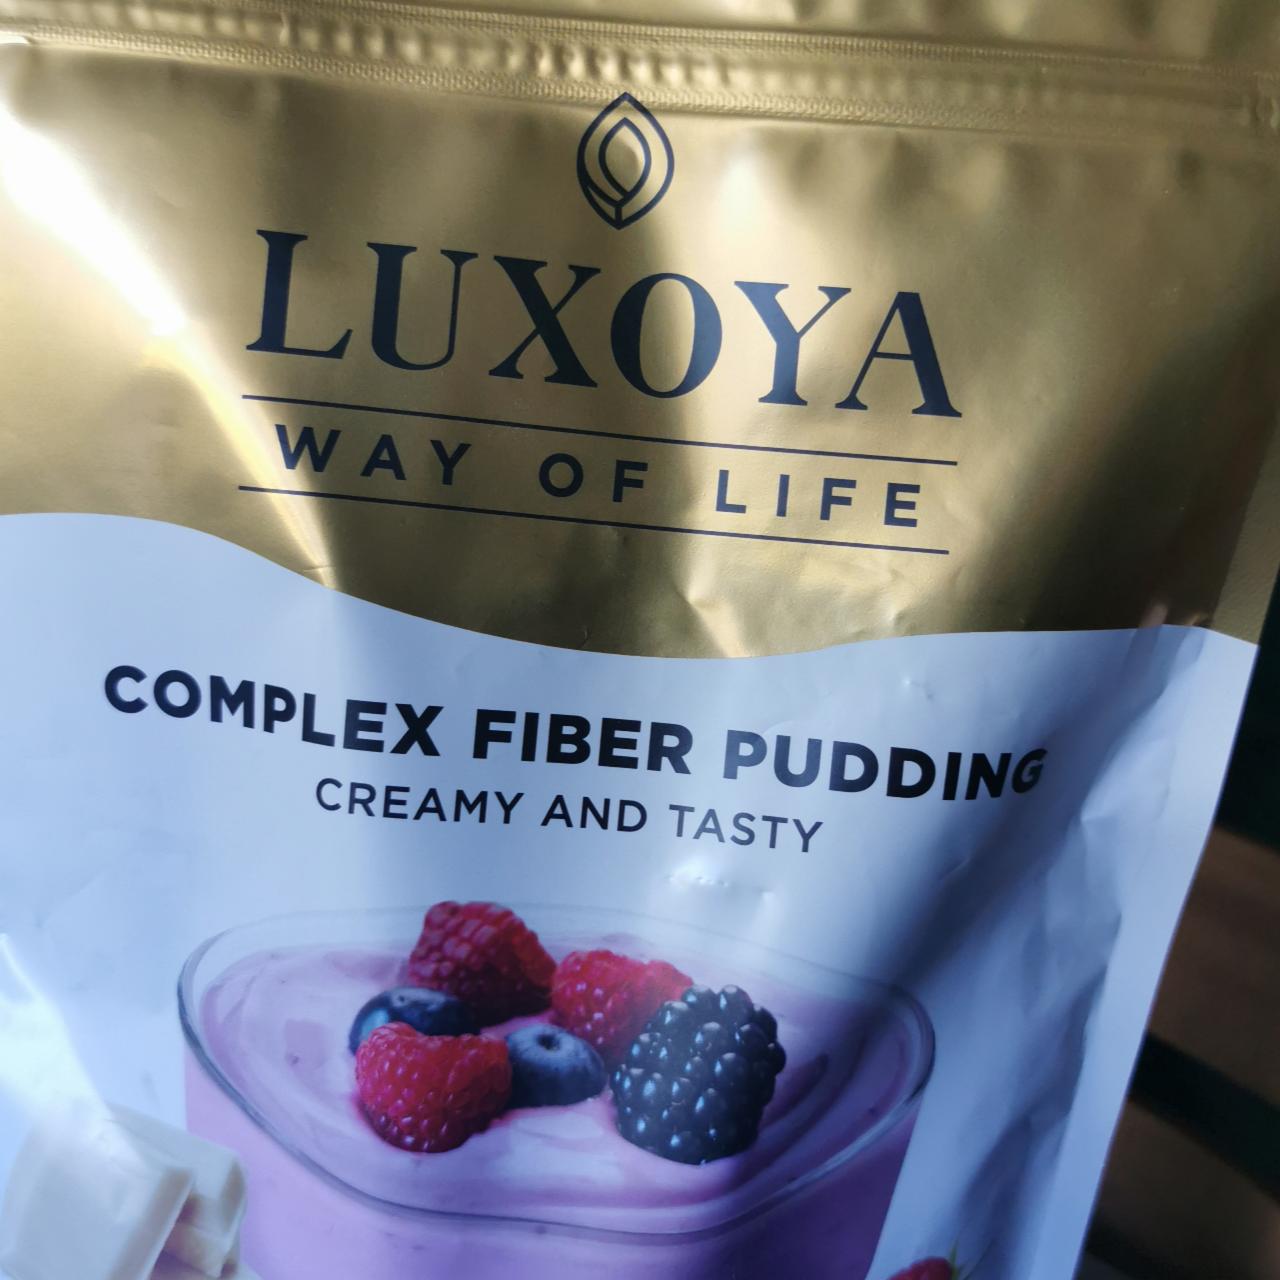 LUXOYA
WAY OF LIFE
COMPLEX FIBER PUDDING
CREAMY AND TASTY